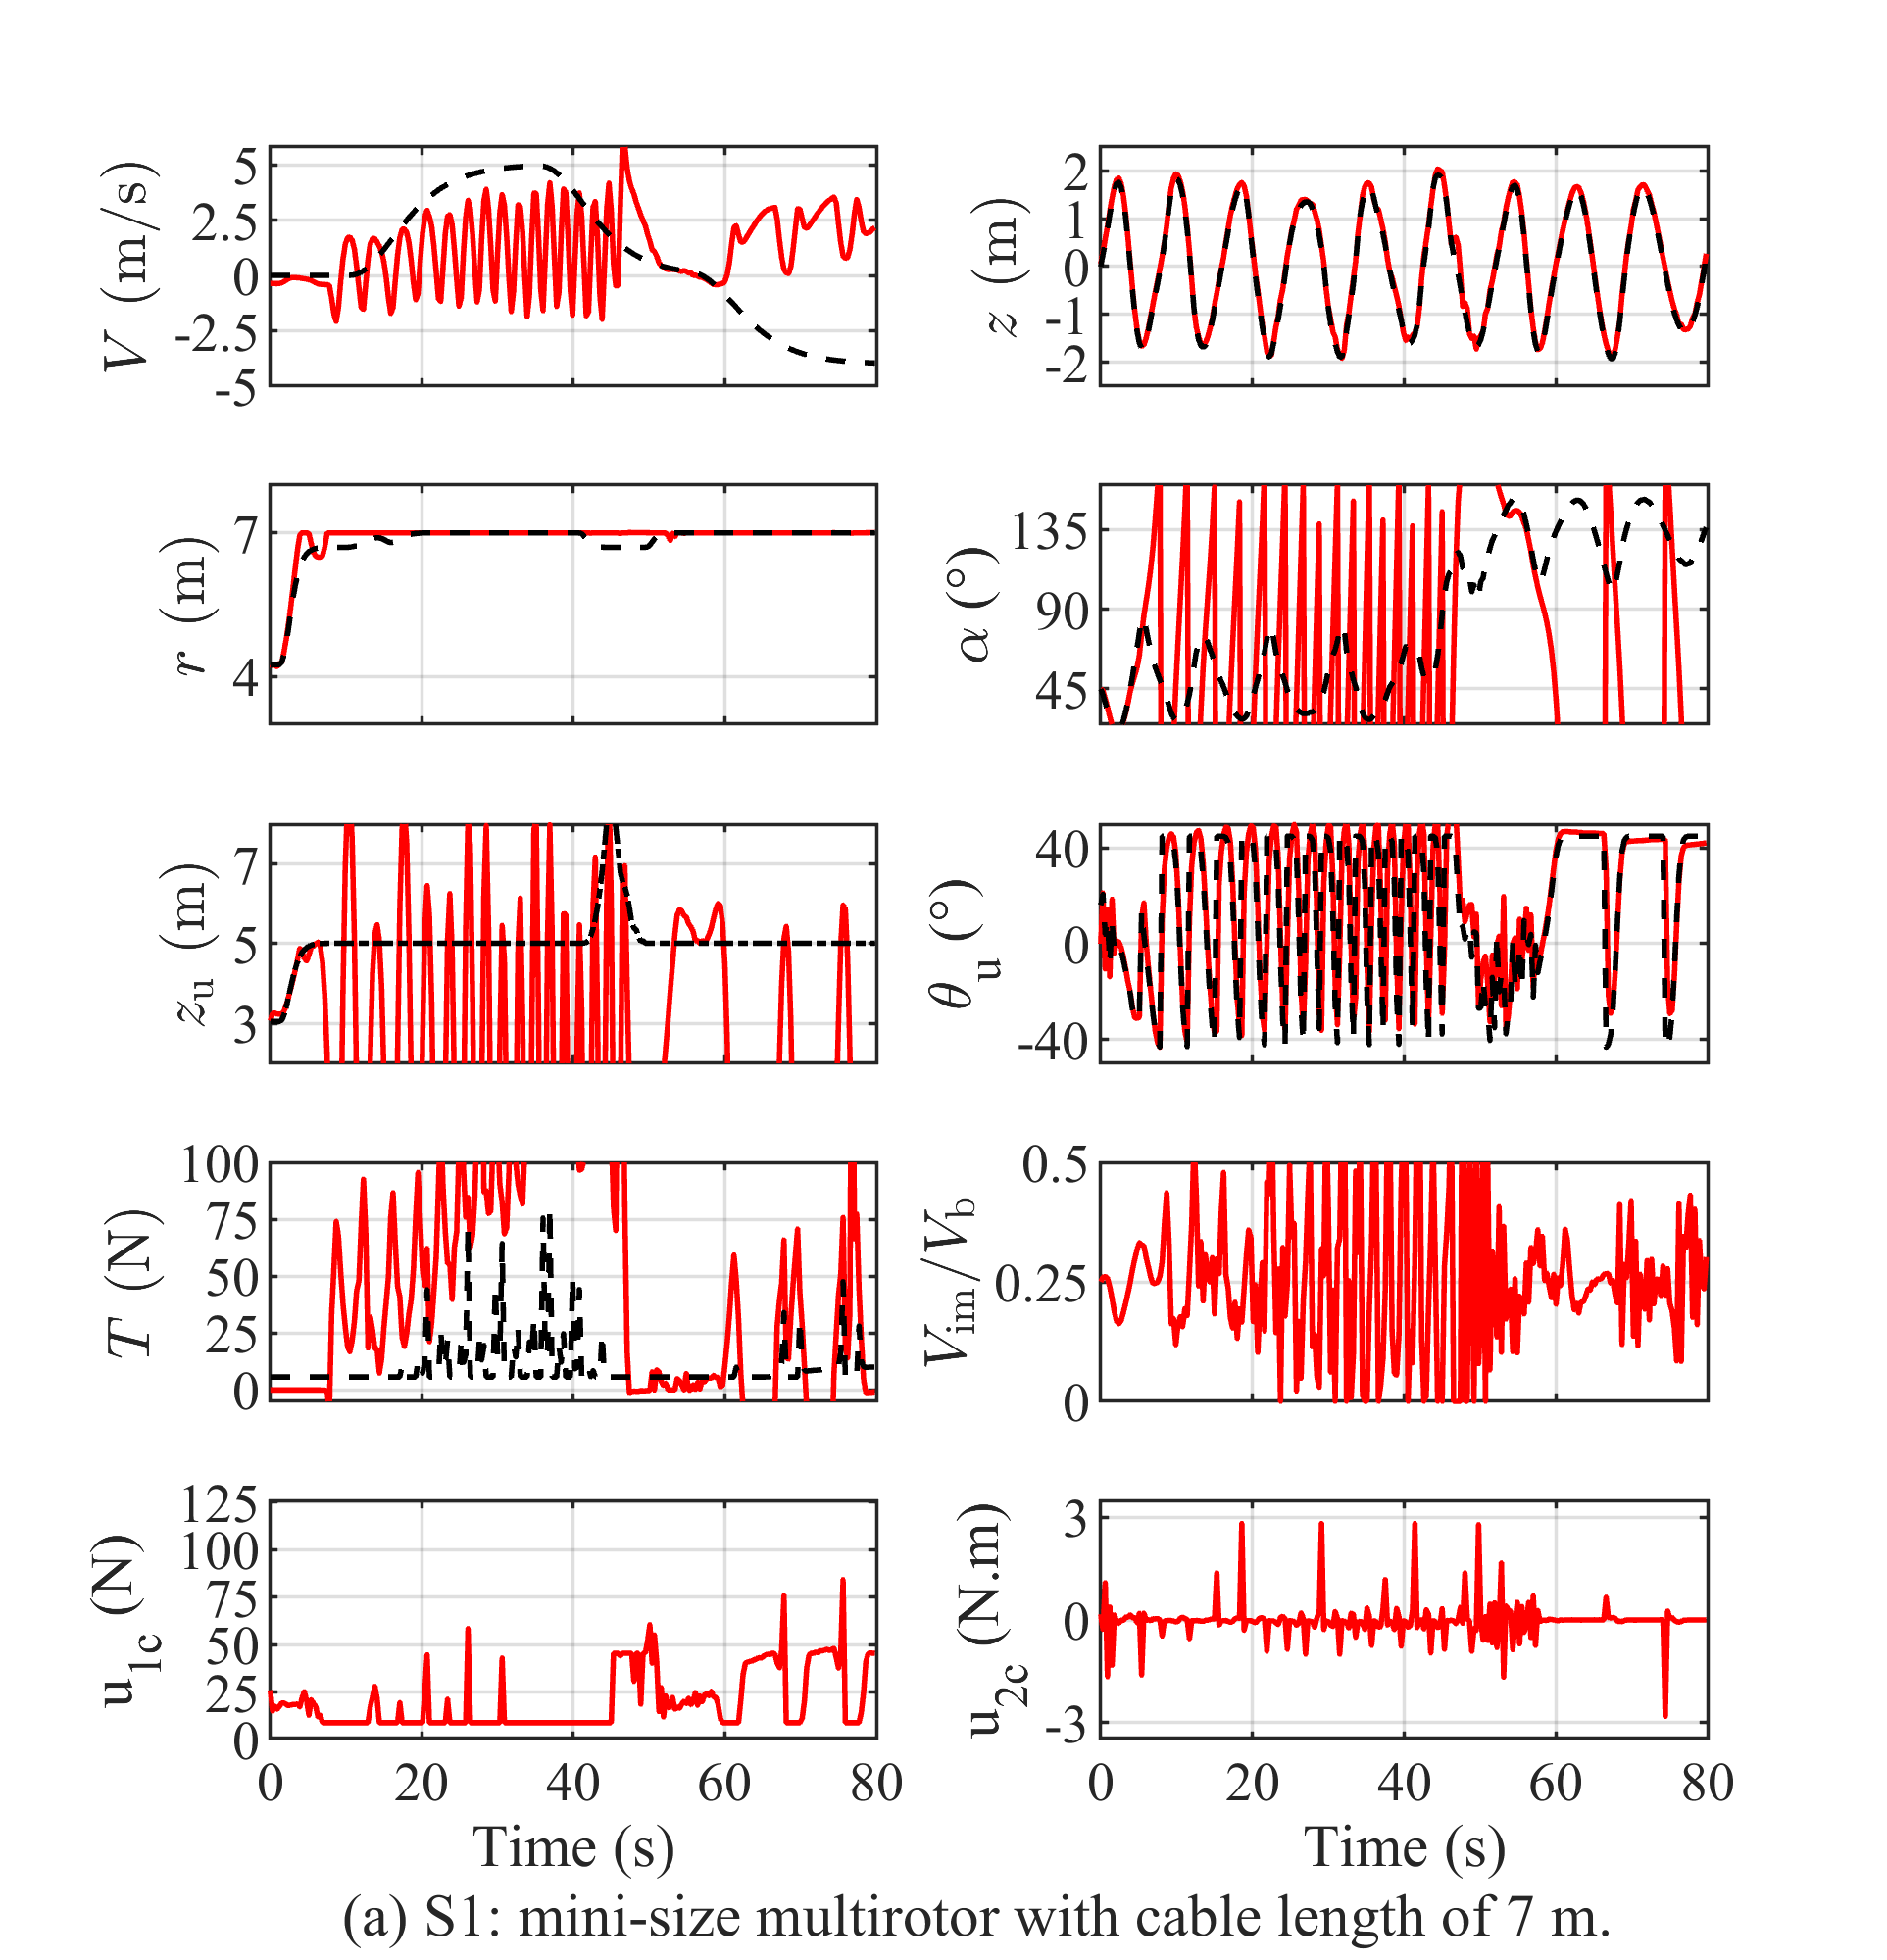 V (m/s)
5
2.5
0
-2.5
-5
z (m)
2
1
0
-1
-2
r (m)
7
4
α (°)
135
90
45
z_u (m)
7
5
3
θ_u (°)
40
0
-40
T (N)
100
75
50
25
0
V_im/V_b
0.5
0.25
0
u_1c (N)
125
100
75
50
25
0
u_2c (N.m)
3
0
-3
0 20 40 60 80
0 20 40 60 80
Time (s)
Time (s)
(a) S1: mini-size multirotor with cable length of 7 m.